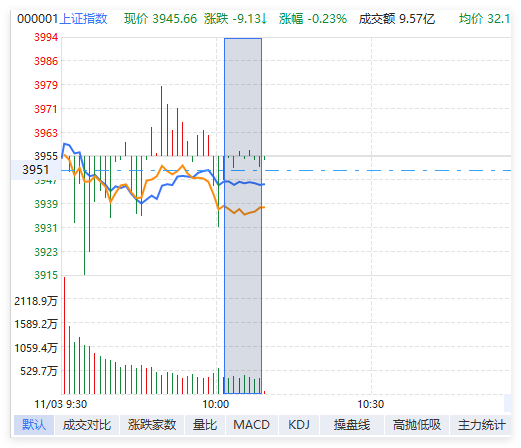 000001上证指数 现价 3945.66 涨跌 -9.13↓ 涨幅 -0.23% 成交额 9.57亿 均价 32.1
3994
3986
3979
3971
3963
3955
3951
3947
3939
3931
3923
3915
2118.9万
1589.2万
1059.4万
529.7万
11/03 9:30 10:00 10:30
默认 成交对比 涨跌家数 量比 MACD KDJ 操盘线 高抛低吸 主力统计